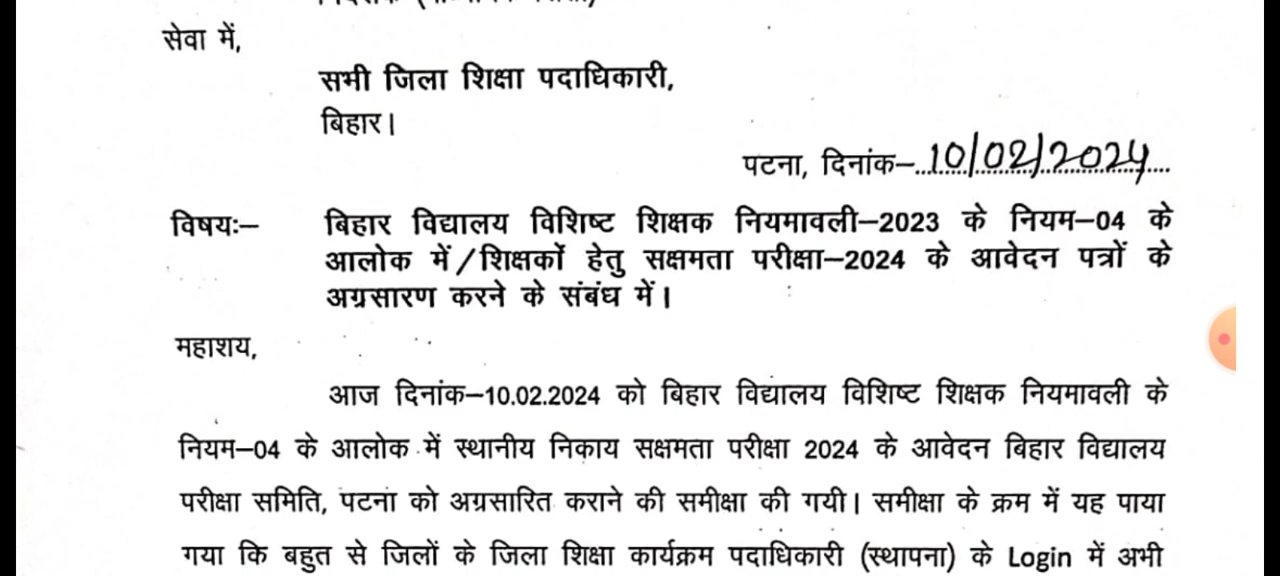 सेवा में,
सभी जिला शिक्षा पदाधिकारी,
बिहार।
पटना, दिनांक–10/02/2024
विषयः– बिहार विद्यालय विशिष्ट शिक्षक नियमावली–2023 के नियम–04 के
आलोक में/शिक्षकों हेतु सक्षमता परीक्षा–2024 के आवेदन पत्रों के
अग्रसारण करने के संबंध में।
महाशय,
आज दिनांक–10.02.2024 को बिहार विद्यालय विशिष्ट शिक्षक नियमावली के
नियम–04 के आलोक में स्थानीय निकाय सक्षमता परीक्षा 2024 के आवेदन बिहार विद्यालय
परीक्षा समिति, पटना को अग्रसारित कराने की समीक्षा की गयी। समीक्षा के क्रम में यह पाया
गया कि बहुत से जिलों के जिला शिक्षा कार्यक्रम पदाधिकारी (स्थापना) के Login में अभी